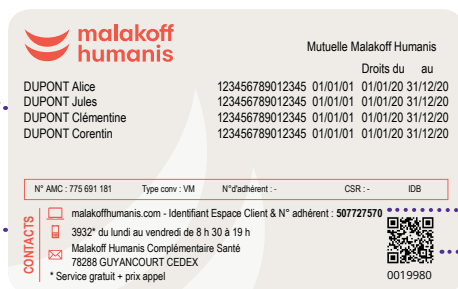 malakoff
humanis
Mutuelle Malakoff Humanis
Droits du au
DUPONT Alice 123456789012345 01/01/01 01/01/20 31/12/20
DUPONT Jules 123456789012345 01/01/01 01/01/20 31/12/20
DUPONT Clémentine 123456789012345 01/01/01 01/01/20 31/12/20
DUPONT Corentin 123456789012345 01/01/01 01/01/20 31/12/20
N° AMC : 775 691 181 Type conv : VM N°d'adhérent : - CSR : - IDB
CONTACTS
malakoffhumanis.com - Identifiant Espace Client & N° adhérent : 507727570
3932* du lundi au vendredi de 8 h 30 à 19 h
Malakoff Humanis Complémentaire Santé
78288 GUYANCOURT CEDEX
* Service gratuit + prix appel
0019980